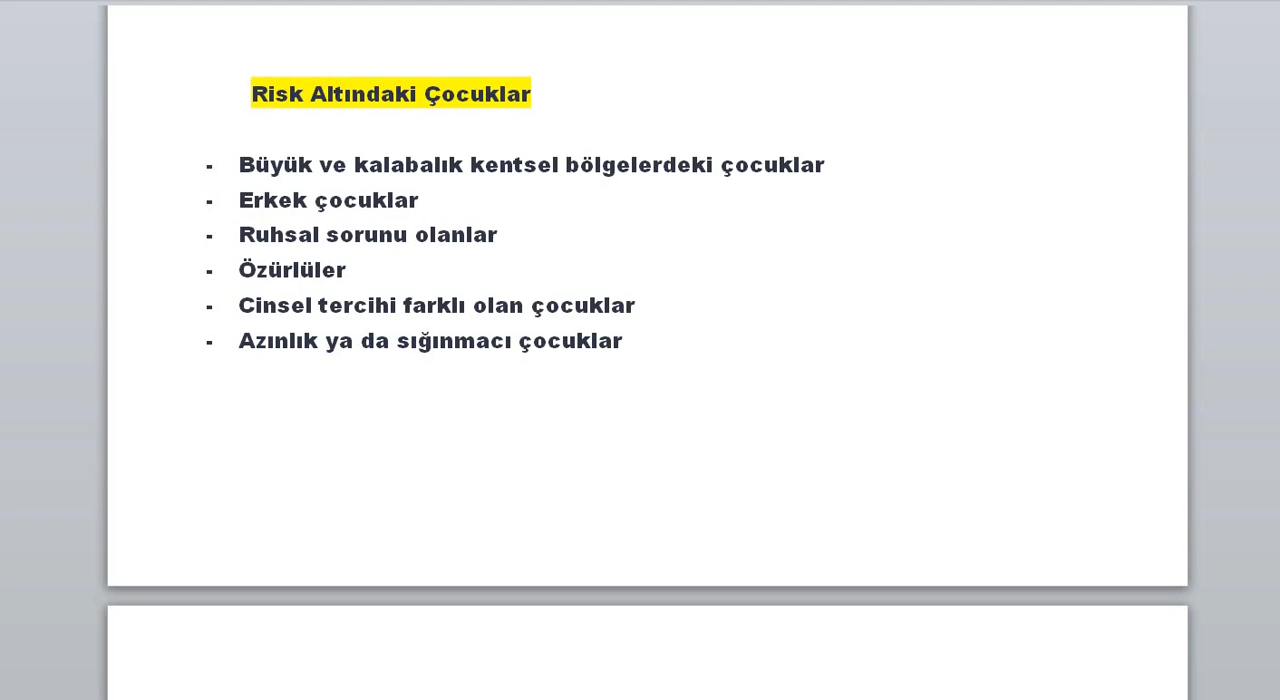 Risk Altındaki Çocuklar
- Büyük ve kalabalık kentsel bölgelerdeki çocuklar
- Erkek çocuklar
- Ruhsal sorunu olanlar
- Özürlüler
- Cinsel tercihi farklı olan çocuklar
- Azınlık ya da sığınmacı çocuklar